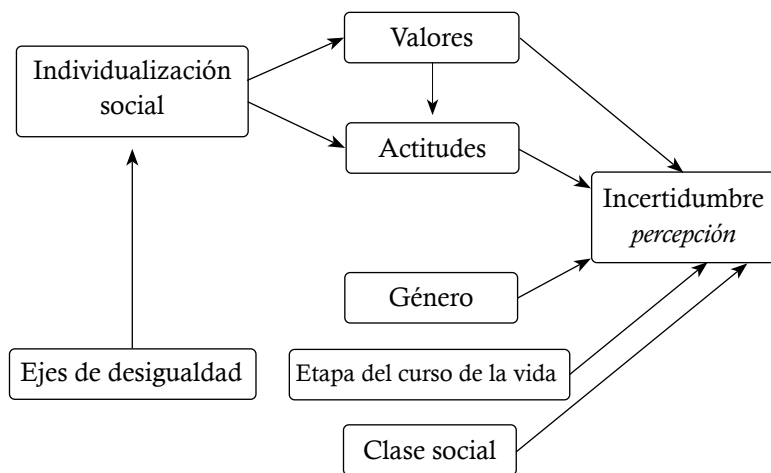 Valores
Individualización
social
Actitudes
Incertidumbre
percepción
Género
Ejes de desigualdad
Etapa del curso de la vida
Clase social